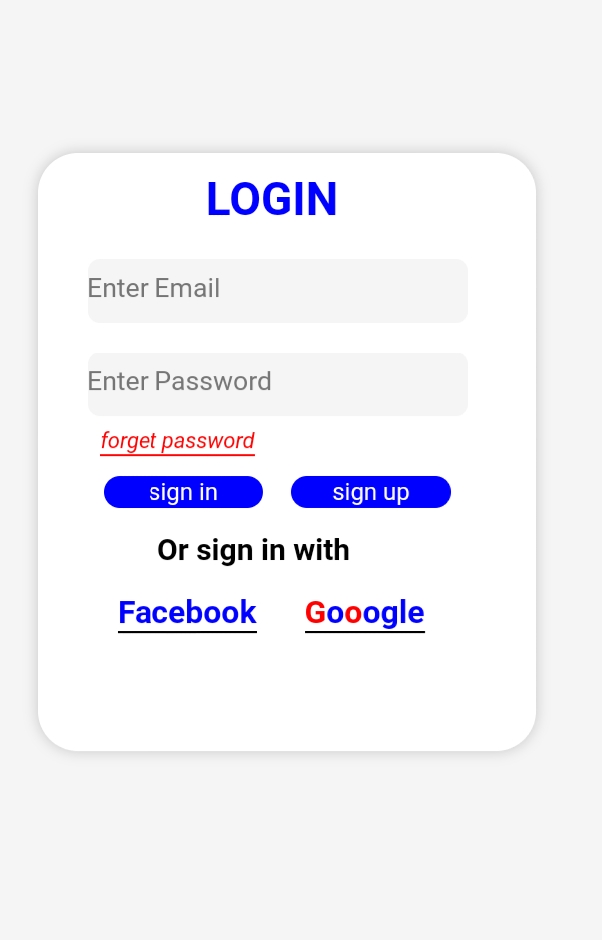 LOGIN
Enter Email
Enter Password
forget password
sign in sign up
Or sign in with
Facebook Gooogle